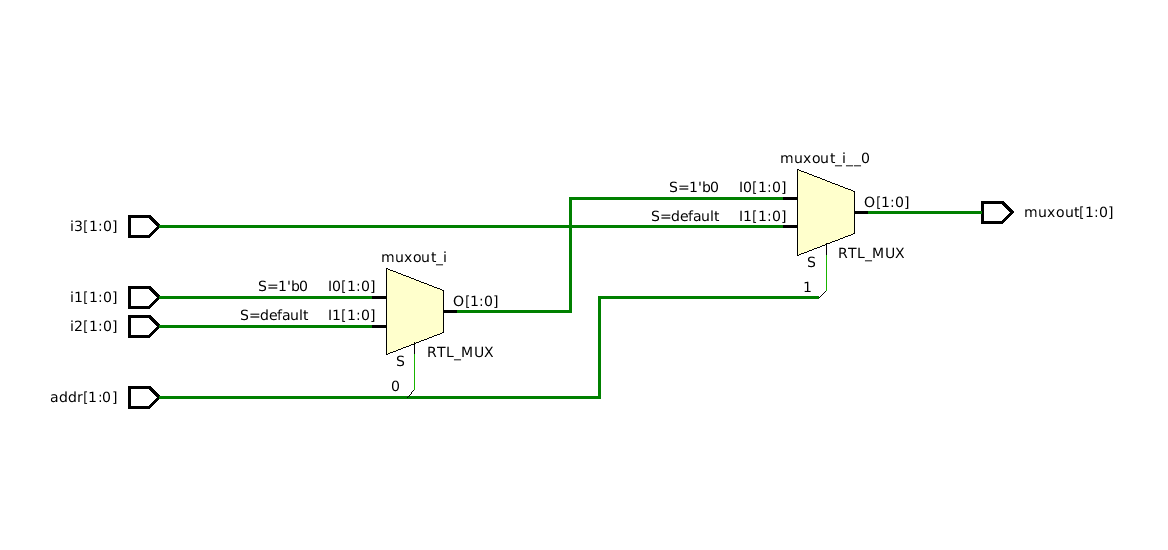 muxout_i__0
S=1'b0 I0[1:0]
O[1:0]
muxout[1:0]
S=default I1[1:0]
i3[1:0]
RTL_MUX
S
muxout_i
1
S=1'b0 I0[1:0]
i1[1:0]
O[1:0]
S=default I1[1:0]
i2[1:0]
RTL_MUX
S
0
addr[1:0]